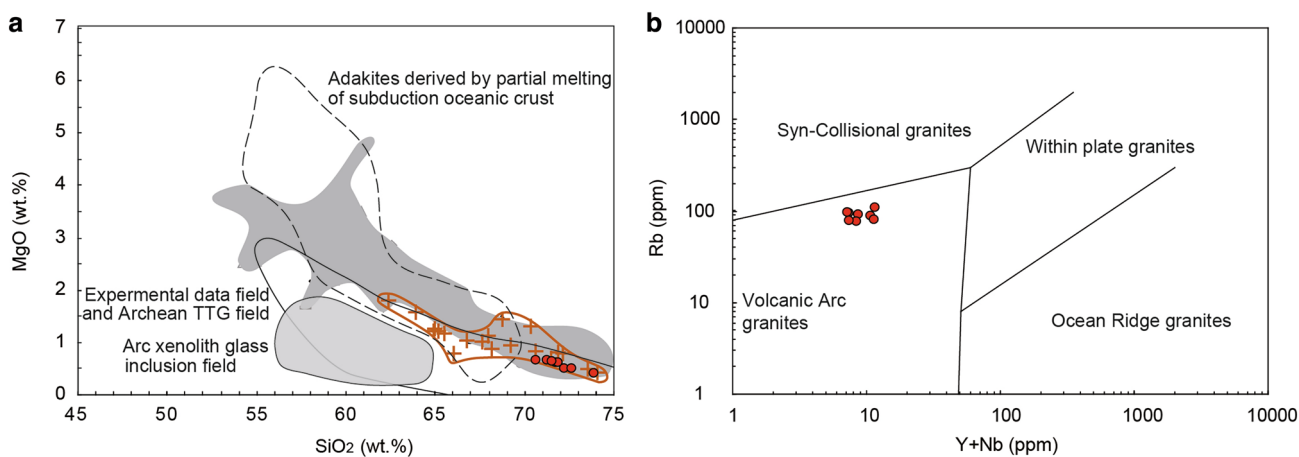 a
7
6
5
4
3
2
1
0
MgO (wt.%)
45
50
55
60
65
70
75
SiO2 (wt.%)
Adakites derived by partial melting
of subduction oceanic crust
Expermental data field
and Archean TTG field
Arc xenolith glass
inclusion field
b
10000
1000
100
10
1
Rb (ppm)
1
10
100
1000
10000
Y+Nb (ppm)
Syn-Collisional granites
Within plate granites
Volcanic Arc
granites
Ocean Ridge granites